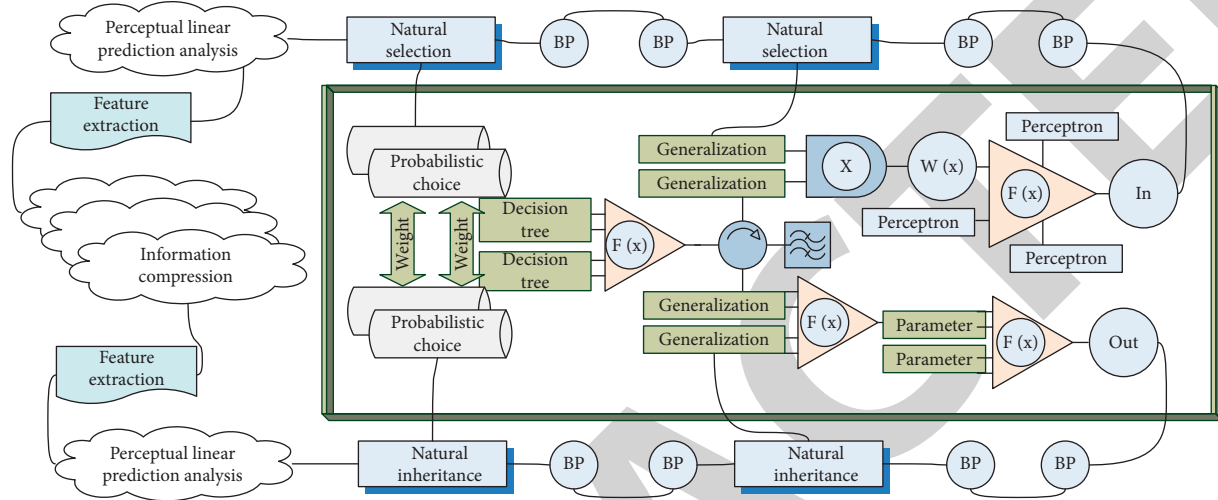 Perceptual linear
prediction analysis
Natural
selection
BP
BP
Natural
selection
BP
BP
Feature
extraction
Probabilistic
choice
Generalization
Generalization
X
W (x)
Perceptron
F (x)
In
Perceptron
Perceptron
Information
compression
Weight
Weight
Decision
tree
Decision
tree
F (x)
Generalization
Generalization
F (x)
Parameter
Parameter
F (x)
Out
Probabilistic
choice
Feature
extraction
Perceptual linear
prediction analysis
Natural
inheritance
BP
BP
Natural
inheritance
BP
BP